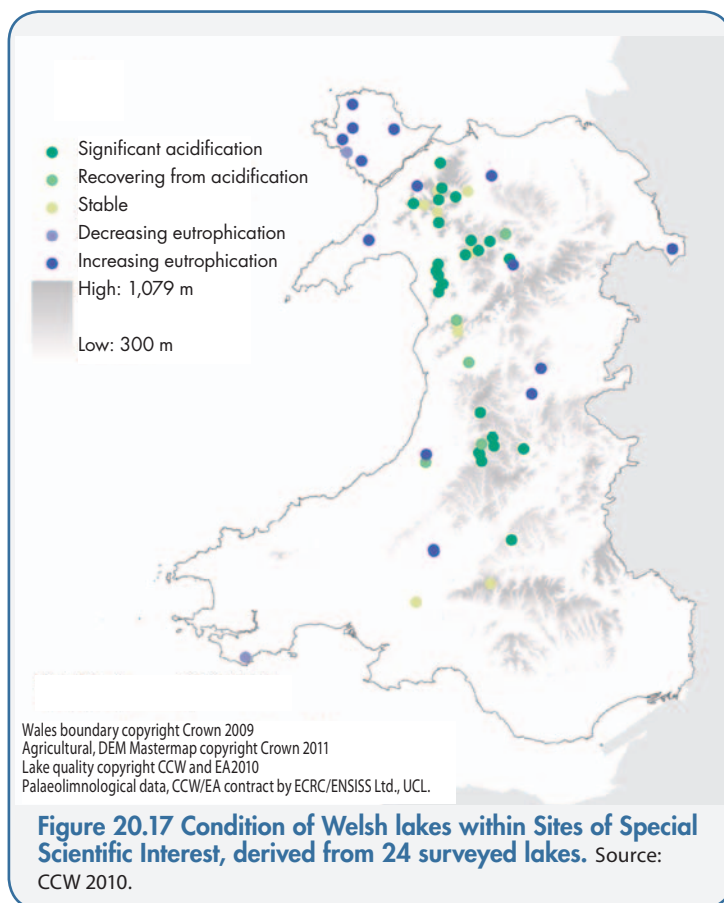 Significant acidification
Recovering from acidification
Stable
Decreasing eutrophication
Increasing eutrophication
High: 1,079 m
Low: 300 m
Wales boundary copyright Crown 2009
Agricultural, DEM Mastermap copyright Crown 2011
Lake quality copyright CCW and EA2010
Palaeolimnological data, CCW/EA contract by ECRC/ENSISS Ltd., UCL.
Figure 20.17 Condition of Welsh lakes within Sites of Special
Scientific Interest, derived from 24 surveyed lakes. Source:
CCW 2010.